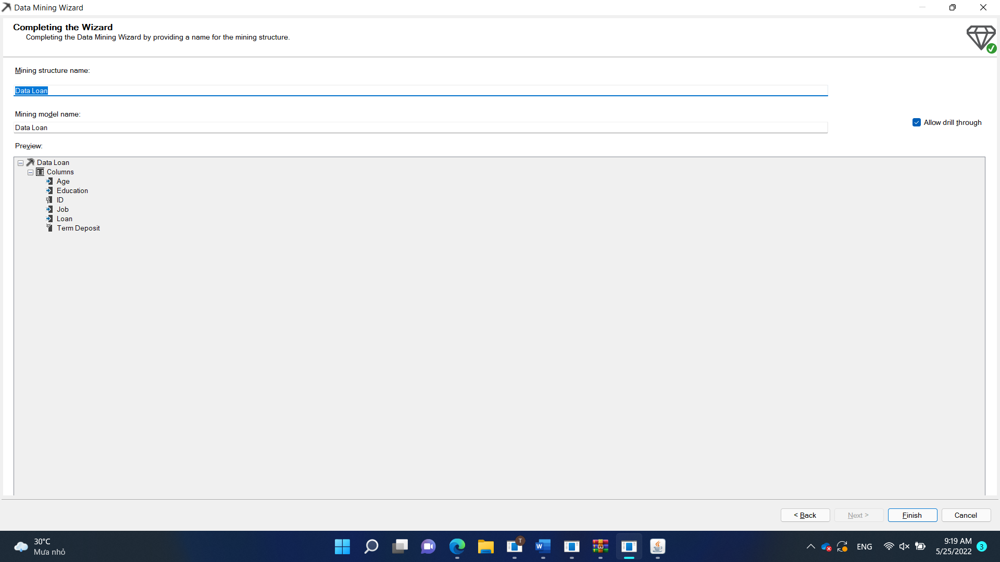 Data Mining Wizard
Completing the Wizard
Completing the Data Mining Wizard by providing a name for the mining structure.
Mining structure name:
Data Loan
Mining model name:
Data Loan
Allow drill through
Preview:
Data Loan
Columns
Age
Education
ID
Job
Loan
Term Deposit
< Back
Next >
Finish
Cancel
30°C
Mưa nhỏ
T
W
ENG
9:19 AM
5/25/2022
3